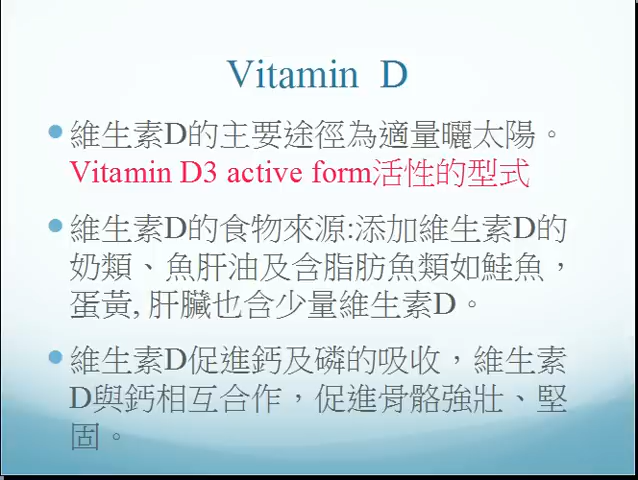 Vitamin D
維生素D的主要途徑為適量曬太陽。
Vitamin D3 active form活性的型式
維生素D的食物來源:添加維生素D的
奶類、魚肝油及含脂肪魚類如鮭魚，
蛋黃, 肝臟也含少量維生素D。
維生素D促進鈣及磷的吸收，維生素
D與鈣相互合作，促進骨骼強壯、堅
固。